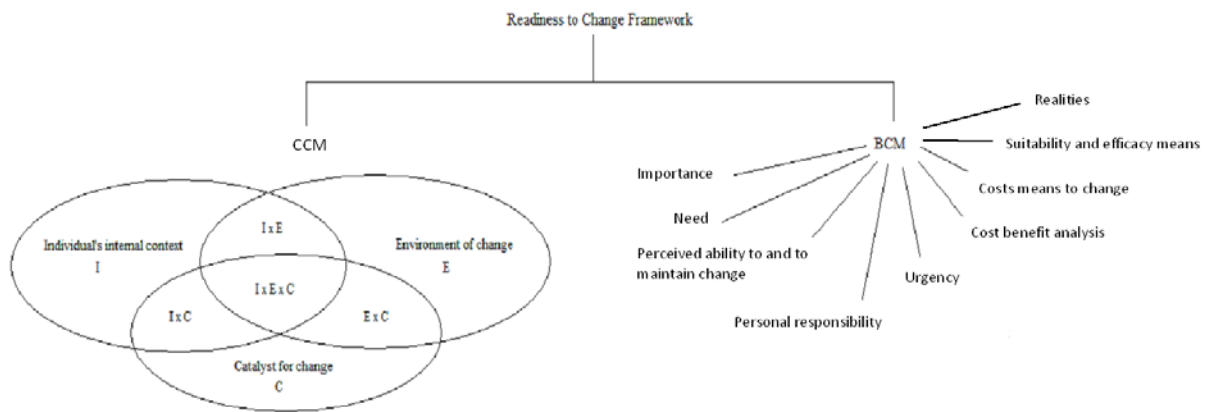 Readiness to Change Framework
CCM
Individual's internal context
I
I x E
Environment of change
E
I x E x C
I x C
E x C
Catalyst for change
C
BCM
Realities
Suitability and efficacy means
Costs means to change
Cost benefit analysis
Urgency
Personal responsibility
Perceived ability to and to
maintain change
Need
Importance